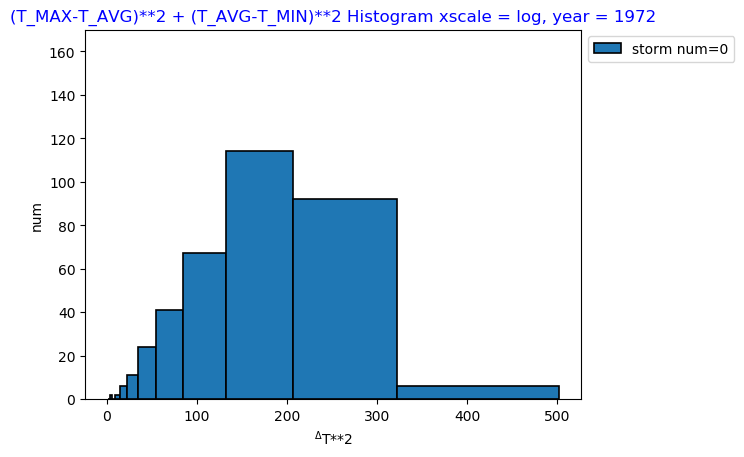 (T_MAX-T_AVG)**2 + (T_AVG-T_MIN)**2 Histogram xscale = log, year = 1972
storm num=0
160
140
120
100
80
60
40
20
0
num
0 100 200 300 400 500
ΔT**2